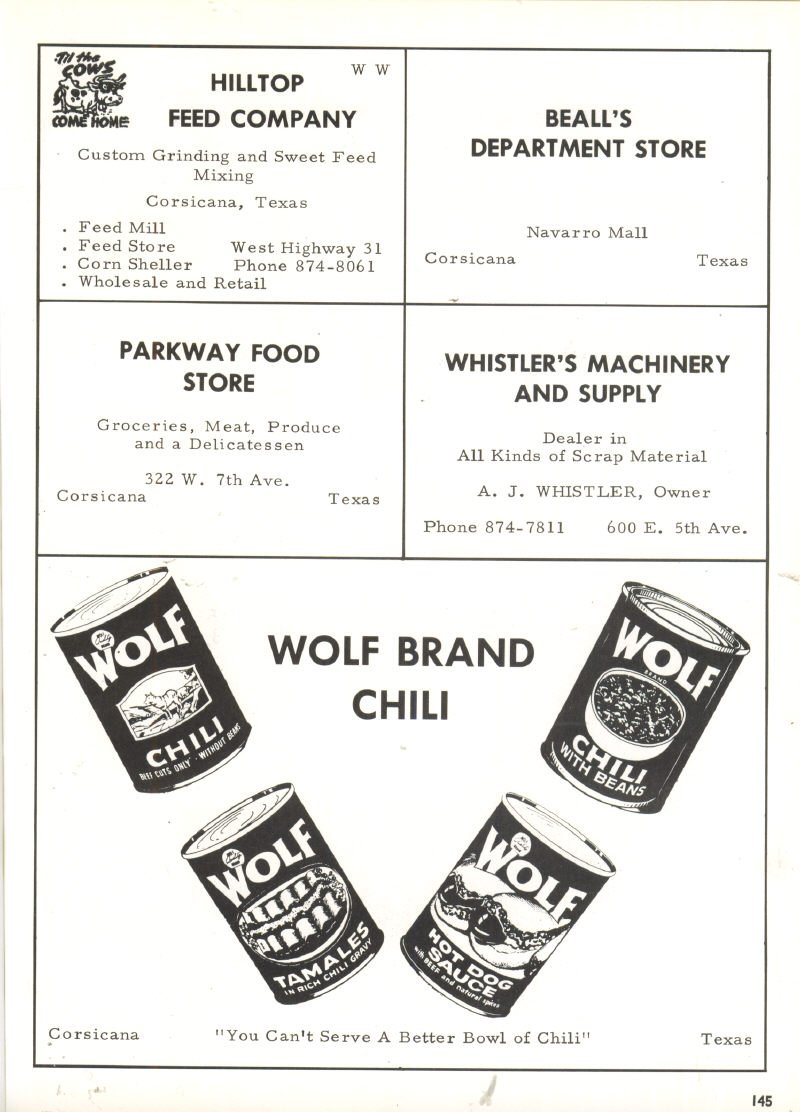 'Til the
COWS
COME HOME
W W
HILLTOP
FEED COMPANY
Custom Grinding and Sweet Feed
Mixing
Corsicana, Texas
. Feed Mill
. Feed Store West Highway 31
. Corn Sheller Phone 874-8061
. Wholesale and Retail
BEALL'S
DEPARTMENT STORE
Navarro Mall
Corsicana Texas
PARKWAY FOOD
STORE
Groceries, Meat, Produce
and a Delicatessen
322 W. 7th Ave.
Corsicana Texas
WHISTLER'S MACHINERY
AND SUPPLY
Dealer in
All Kinds of Scrap Material
A. J. WHISTLER, Owner
Phone 874-7811 600 E. 5th Ave.
WOLF BRAND
CHILI
WOLF
CHILI
BEEF CUTS ONLY · WITHOUT BEANS
WOLF
BRAND
CHILI
WITH BEANS
WOLF
TAMALES
IN RICH CHILI GRAVY
WOLF
HOT DOG
SAUCE
with BEEF and natural spices
Corsicana "You Can't Serve A Better Bowl of Chili" Texas
145